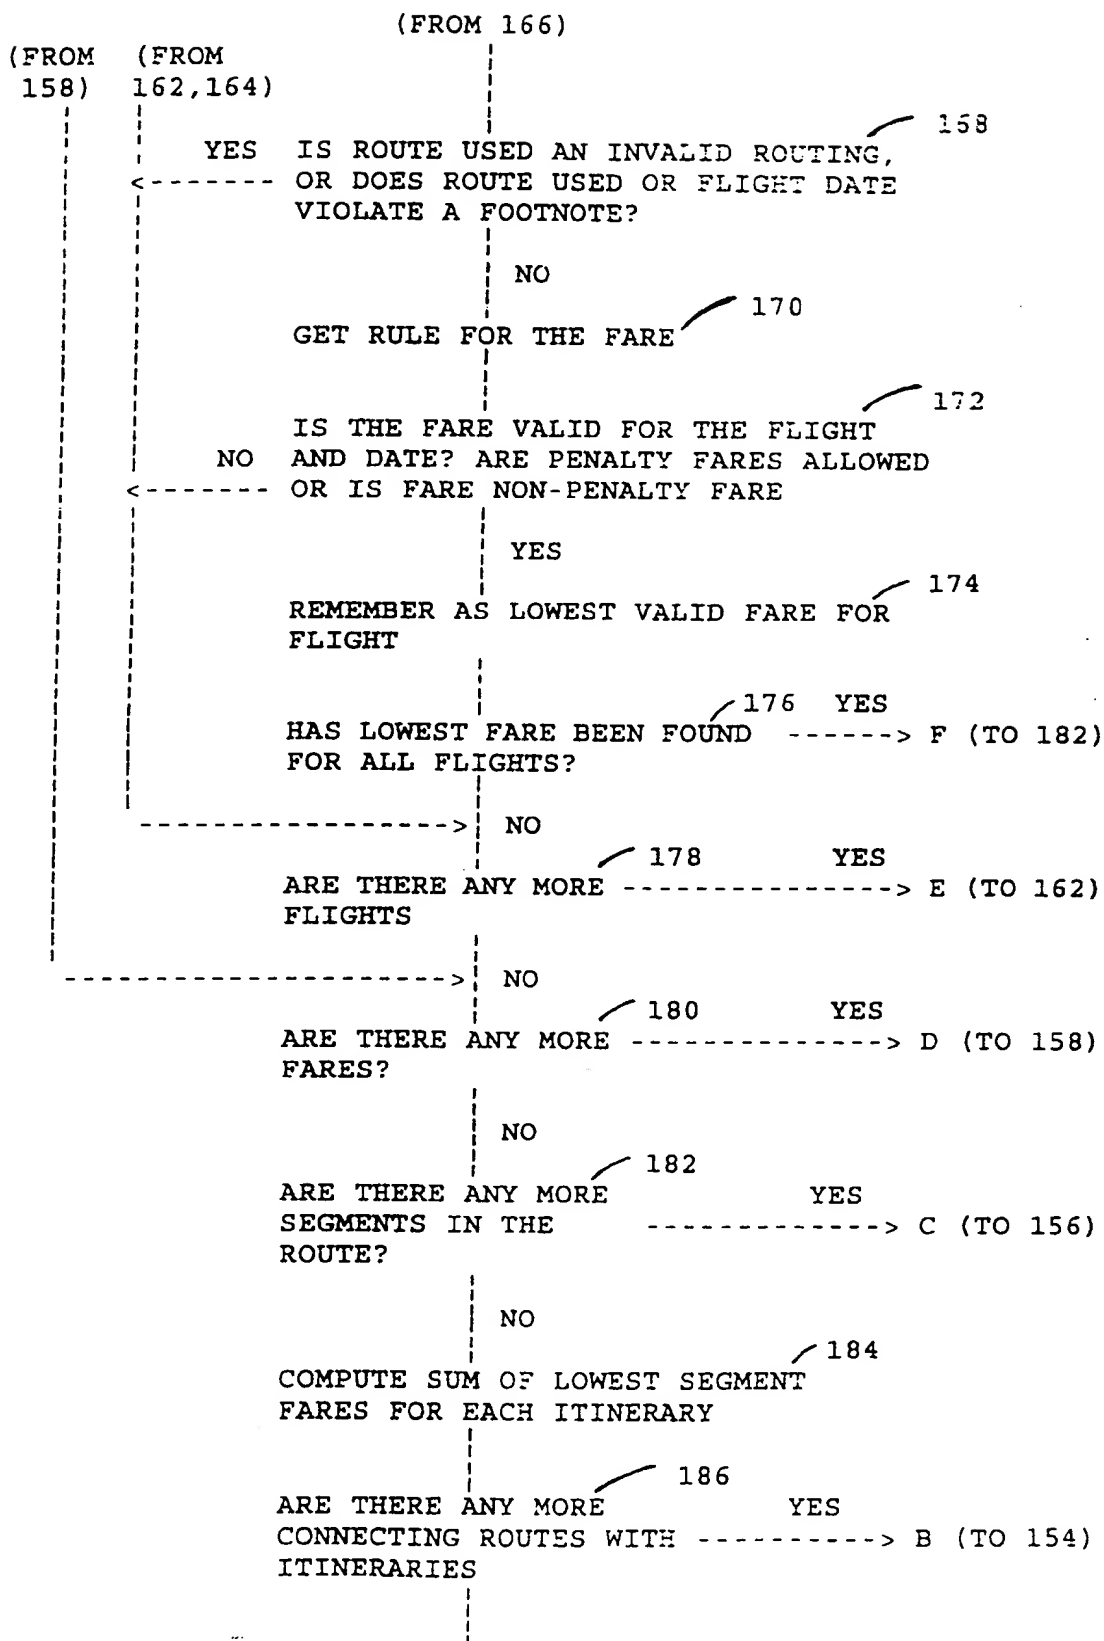 (FROM 166)
(FROM (FROM
158) 162,164)
168
YES IS ROUTE USED AN INVALID ROUTING,
<------- OR DOES ROUTE USED OR FLIGHT DATE
VIOLATE A FOOTNOTE?
NO
170
GET RULE FOR THE FARE
172
IS THE FARE VALID FOR THE FLIGHT
NO AND DATE? ARE PENALTY FARES ALLOWED
<------- OR IS FARE NON-PENALTY FARE
YES
174
REMEMBER AS LOWEST VALID FARE FOR
FLIGHT
176 YES
HAS LOWEST FARE BEEN FOUND ------> F (TO 182)
FOR ALL FLIGHTS?
-----------------> NO
178 YES
ARE THERE ANY MORE ---------------> E (TO 162)
FLIGHTS
---------------------> NO
180 YES
ARE THERE ANY MORE --------------> D (TO 158)
FARES?
NO
182
ARE THERE ANY MORE YES
SEGMENTS IN THE -------------> C (TO 156)
ROUTE?
NO
184
COMPUTE SUM OF LOWEST SEGMENT
FARES FOR EACH ITINERARY
186
ARE THERE ANY MORE YES
CONNECTING ROUTES WITH ----------> B (TO 154)
ITINERARIES